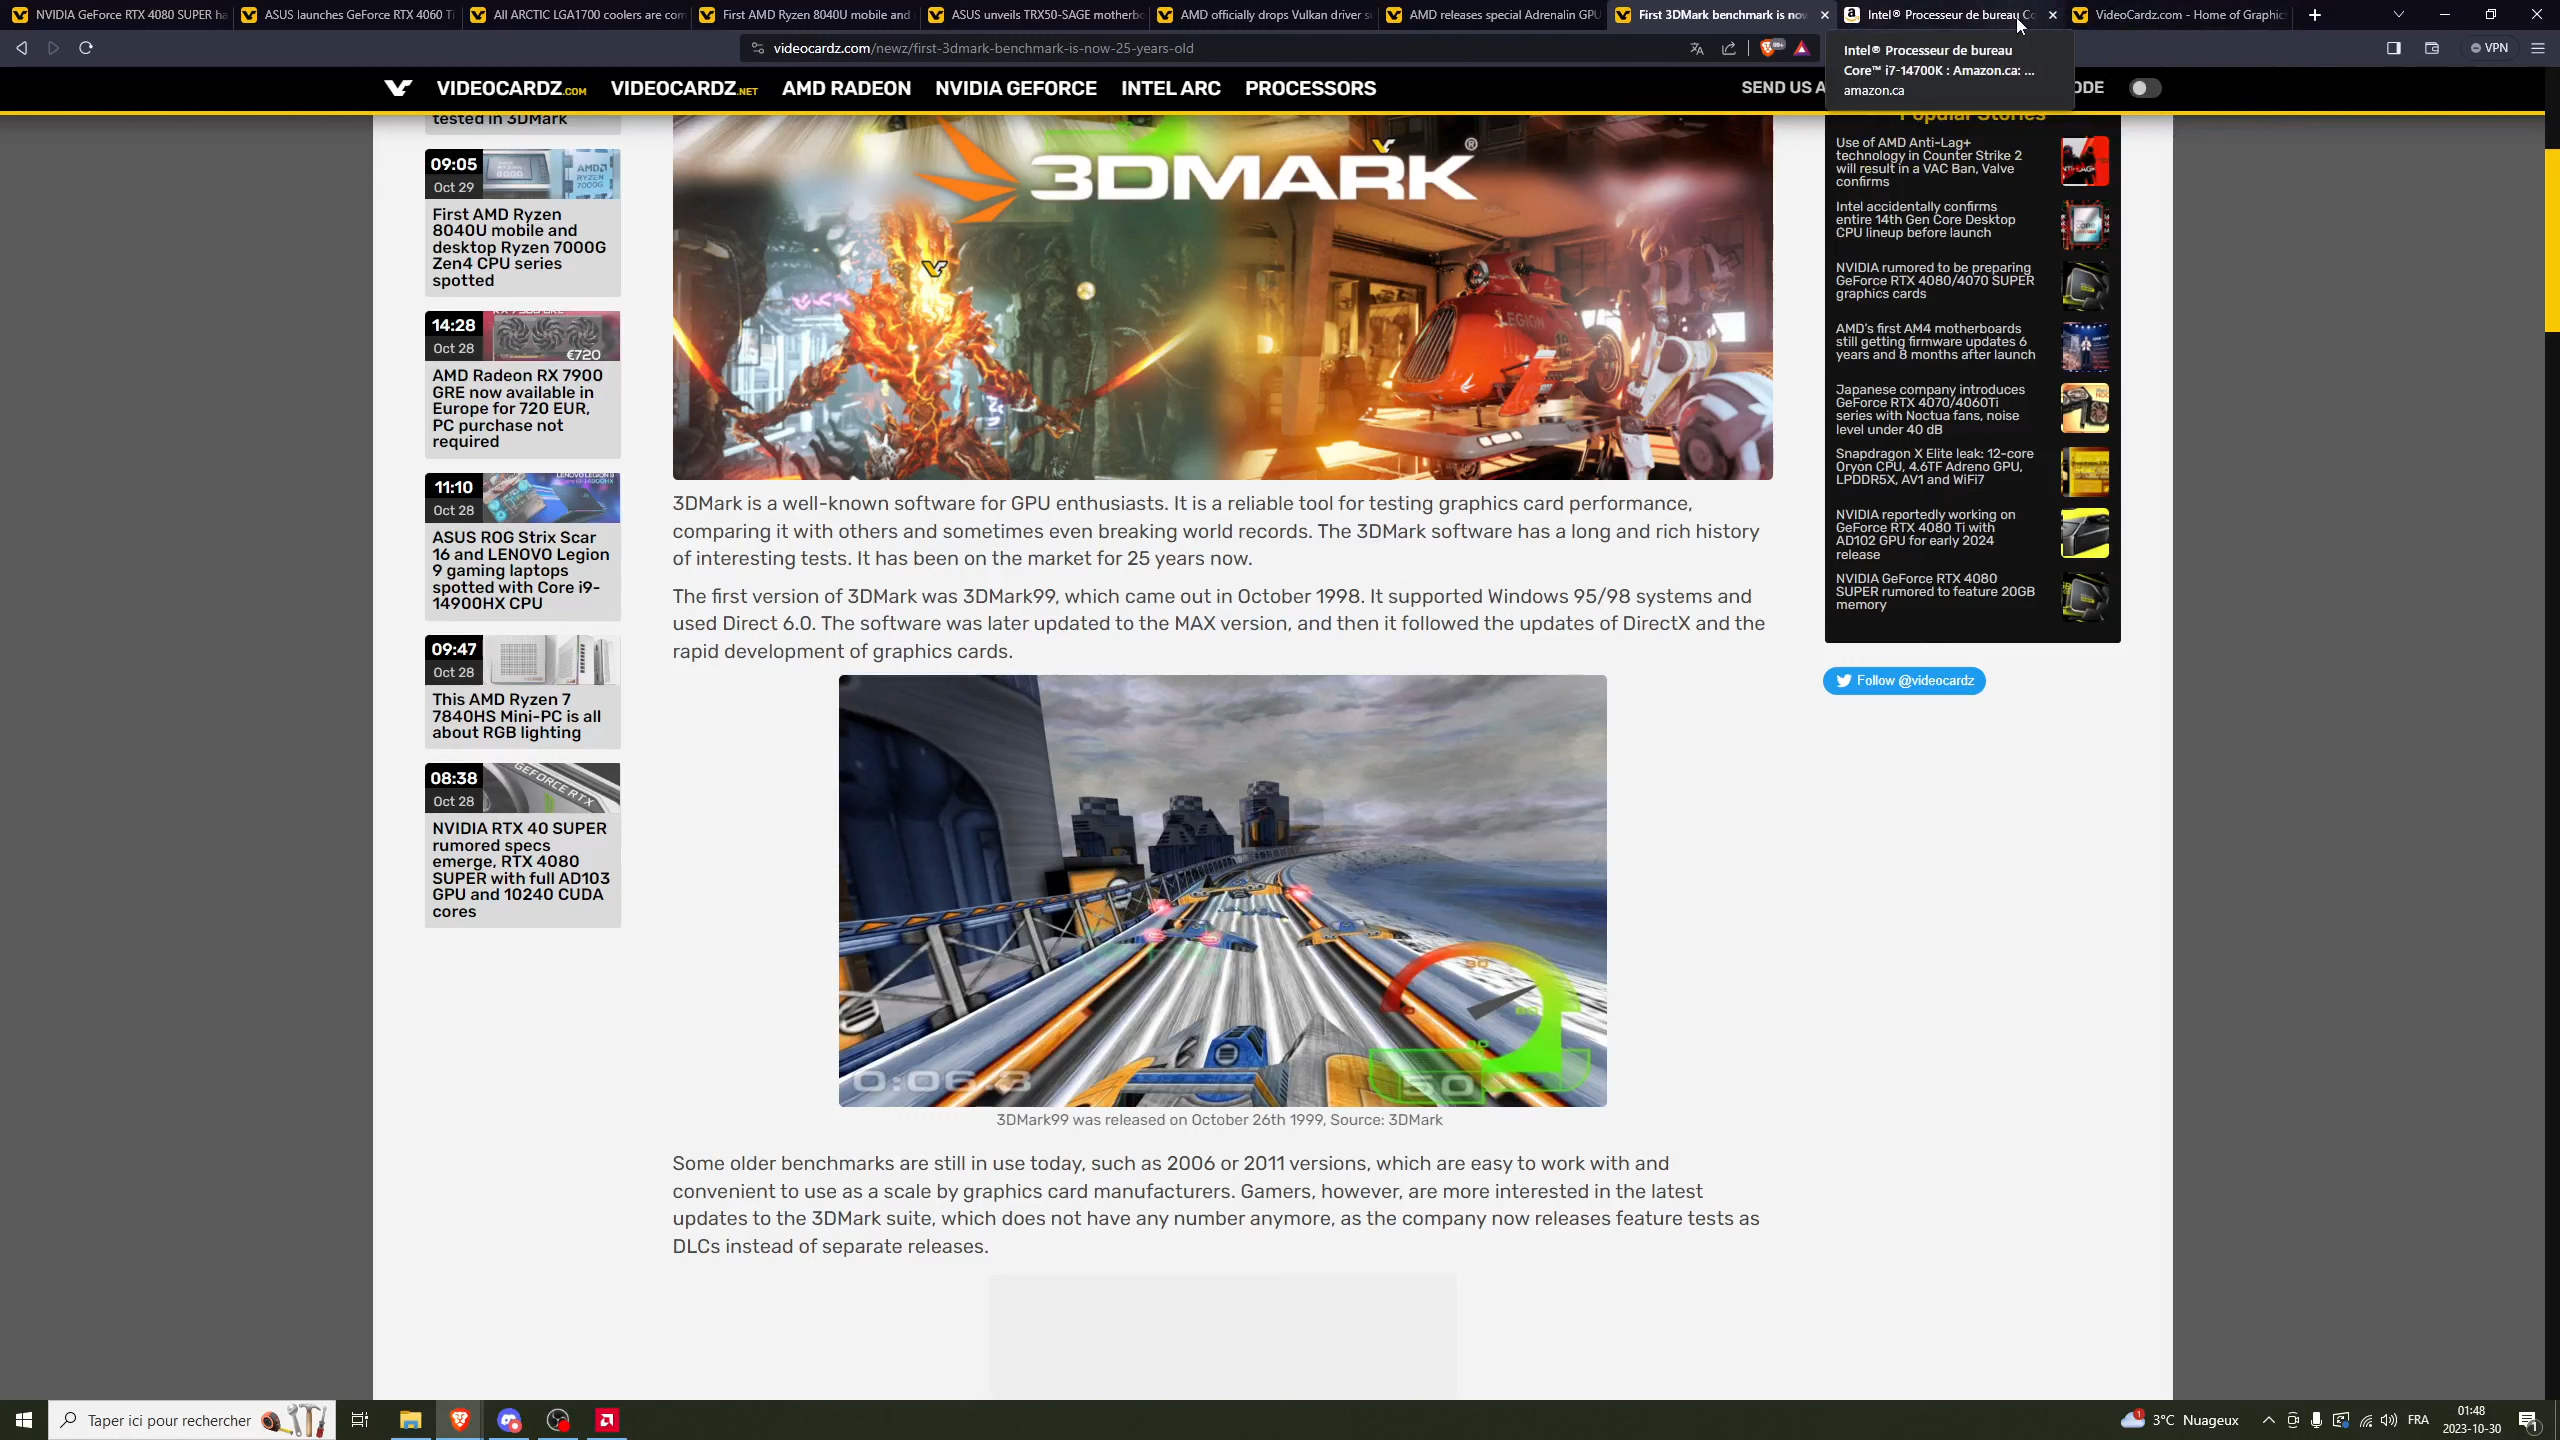 NVIDIA GeForce RTX 4080 SUPER ha
ASUS launches GeForce RTX 4060 Ti
All ARCTIC LGA1700 coolers are com
First AMD Ryzen 8040U mobile and
ASUS unveils TRX50-SAGE motherbo
AMD officially drops Vulkan driver su
AMD releases special Adrenalin GPU
First 3DMark benchmark is now
Intel® Processeur de bureau Co
VideoCardz.com - Home of Graphic
videocardz.com/newz/first-3dmark-benchmark-is-now-25-years-old
99+
VPN
Intel® Processeur de bureau
Core™ i7-14700K : Amazon.ca: ...
amazon.ca
VIDEOCARDZ.COM
VIDEOCARDZ.NET
AMD RADEON
NVIDIA GEFORCE
INTEL ARC
PROCESSORS
SEND US A
ODE
tested in 3DMark
09:05
Oct 29
First AMD Ryzen
8040U mobile and
desktop Ryzen 7000G
Zen4 CPU series
spotted
14:28
Oct 28
€720
AMD Radeon RX 7900
GRE now available in
Europe for 720 EUR,
PC purchase not
required
11:10
Oct 28
ASUS ROG Strix Scar
16 and LENOVO Legion
9 gaming laptops
spotted with Core i9-
14900HX CPU
09:47
Oct 28
This AMD Ryzen 7
7840HS Mini-PC is all
about RGB lighting
08:38
Oct 28
GEFORCE RTX
NVIDIA RTX 40 SUPER
rumored specs
emerge, RTX 4080
SUPER with full AD103
GPU and 10240 CUDA
cores
3DMARK®
LEGION
3DMark is a well-known software for GPU enthusiasts. It is a reliable tool for testing graphics card performance,
comparing it with others and sometimes even breaking world records. The 3DMark software has a long and rich history
of interesting tests. It has been on the market for 25 years now.
The first version of 3DMark was 3DMark99, which came out in October 1998. It supported Windows 95/98 systems and
used Direct 6.0. The software was later updated to the MAX version, and then it followed the updates of DirectX and the
rapid development of graphics cards.
0:06.3
50
3DMark99 was released on October 26th 1999, Source: 3DMark
Some older benchmarks are still in use today, such as 2006 or 2011 versions, which are easy to work with and
convenient to use as a scale by graphics card manufacturers. Gamers, however, are more interested in the latest
updates to the 3DMark suite, which does not have any number anymore, as the company now releases feature tests as
DLCs instead of separate releases.
Popular Stories
Use of AMD Anti-Lag+
technology in Counter Strike 2
will result in a VAC Ban, Valve
confirms
Intel accidentally confirms
entire 14th Gen Core Desktop
CPU lineup before launch
NVIDIA rumored to be preparing
GeForce RTX 4080/4070 SUPER
graphics cards
AMD's first AM4 motherboards
still getting firmware updates 6
years and 8 months after launch
Japanese company introduces
GeForce RTX 4070/4060Ti
series with Noctua fans, noise
level under 40 dB
Snapdragon X Elite leak: 12-core
Oryon CPU, 4.6TF Adreno GPU,
LPDDR5X, AV1 and WiFi7
NVIDIA reportedly working on
GeForce RTX 4080 Ti with
AD102 GPU for early 2024
release
NVIDIA GeForce RTX 4080
SUPER rumored to feature 20GB
memory
Follow @videocardz
Taper ici pour rechercher
3°C Nuageux
FRA
01:48
2023-10-30